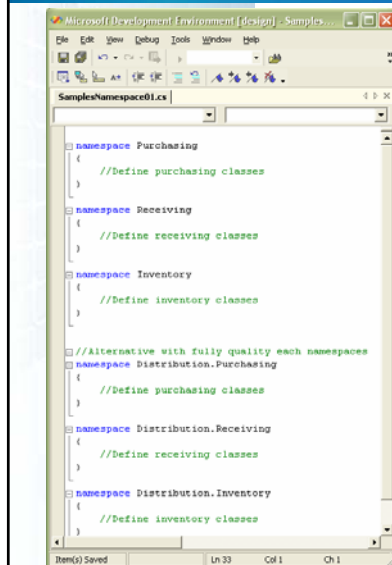 Microsoft Development Environment [design] - Samples...
File Edit View Debug Tools Window Help
SamplesNamespace01.cs
namespace Purchasing
{
//Define purchasing classes
}
namespace Receiving
{
//Define receiving classes
}
namespace Inventory
{
//Define inventory classes
}
//Alternative with fully quality each namespaces
namespace Distribution.Purchasing
{
//Define purchasing classes
}
namespace Distribution.Receiving
{
//Define receiving classes
}
namespace Distribution.Inventory
{
//Define inventory classes
}
Item(s) Saved Ln 33 Col 1 Ch 1